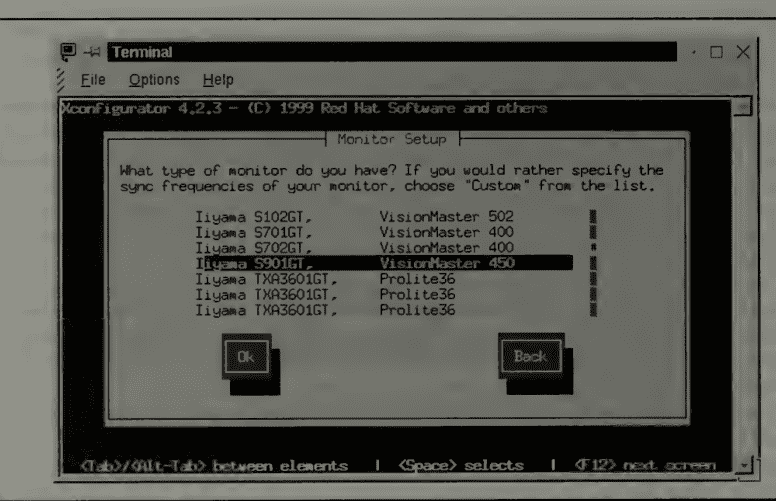 Terminal
File Options Help
Xconfigurator 4.2.3 - (C) 1999 Red Hat Software and others
Monitor Setup
What type of monitor do you have? If you would rather specify the
sync frequencies of your monitor, choose "Custom" from the list.
Iiyama S102GT, VisionMaster 502
Iiyama S701GT, VisionMaster 400
Iiyama S702GT, VisionMaster 400
Iiyama S901GT, VisionMaster 450
Iiyama TXA3601GT, Prolite36
Iiyama TXA3601GT, Prolite36
Iiyama TXA3601GT, Prolite36
Ok Back
<Tab>/<Alt-Tab> between elements | <Space> selects | <F12> next screen